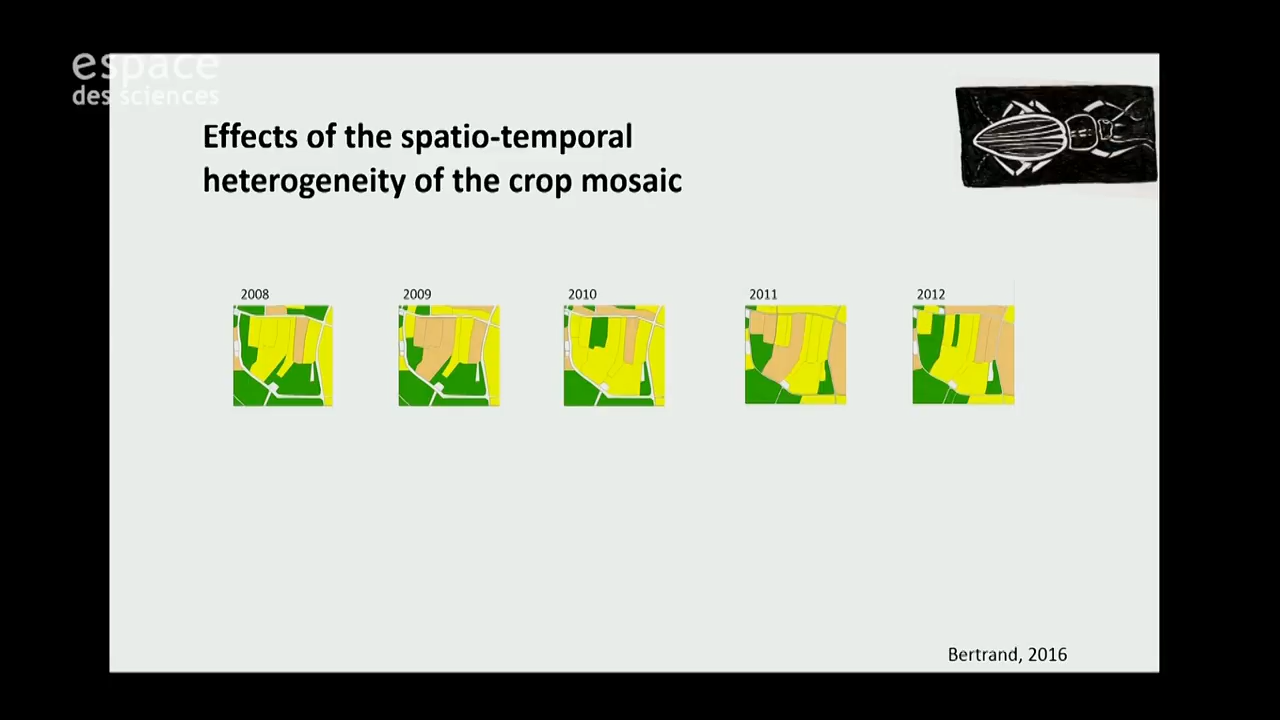 espace
des sciences
Effects of the spatio-temporal
heterogeneity of the crop mosaic
2008
2009
2010
2011
2012
Bertrand, 2016